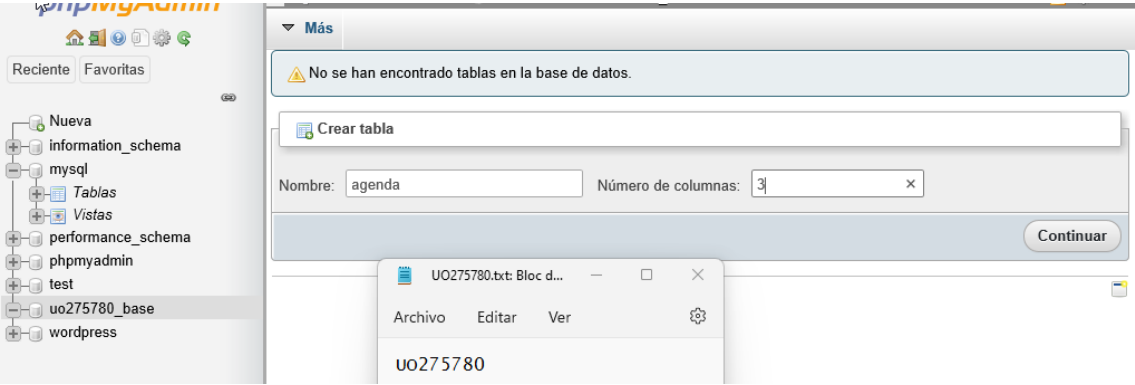 phpMyAdmin
Reciente Favoritas
Nueva
information_schema
mysql
Tablas
Vistas
performance_schema
phpmyadmin
test
uo275780_base
wordpress
Más
No se han encontrado tablas en la base de datos.
Crear tabla
Nombre: agenda Número de columnas: 3
Continuar
UO275780.txt: Bloc d...
Archivo Editar Ver
UO275780